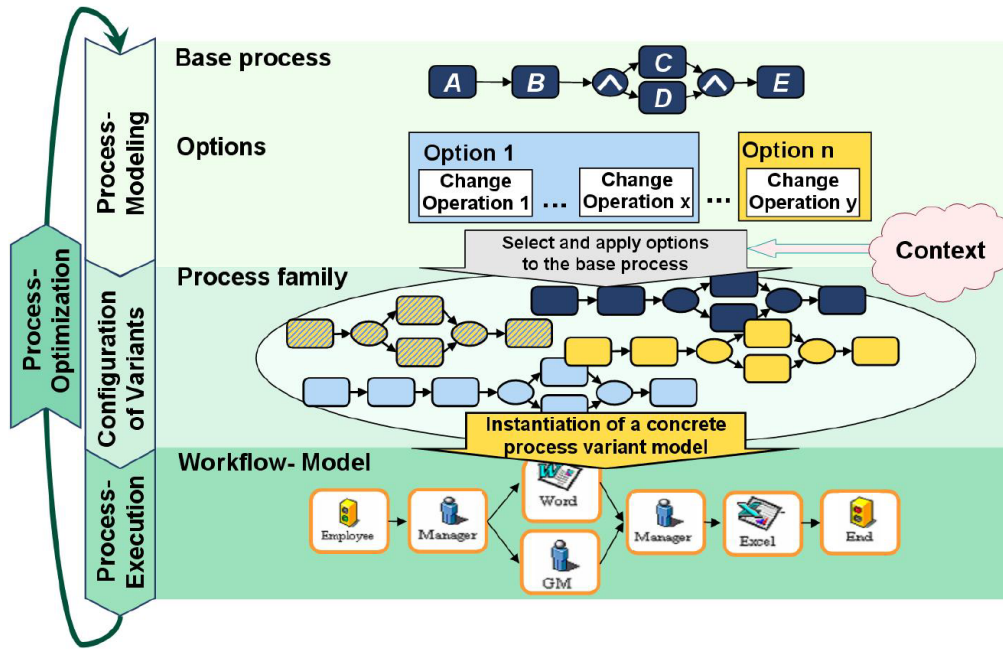 Base process
A
B
C
D
E
Options
Option 1
Change
Operation 1
...
Change
Operation x
...
Option n
Change
Operation y
Select and apply options
to the base process
Context
Process-
Modeling
Process-
Optimization
Process family
Configuration
of Variants
Instantiation of a concrete
process variant model
Workflow- Model
Process-
Execution
Employee
Manager
Word
GM
Manager
Excel
End